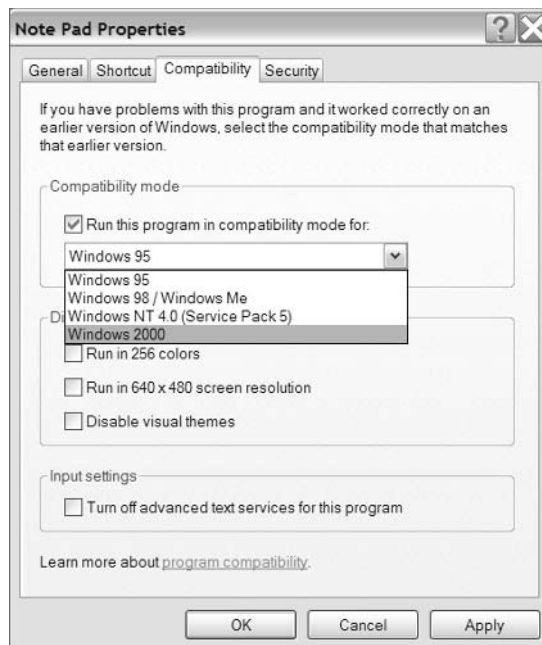 Note Pad Properties
General Shortcut Compatibility Security
If you have problems with this program and it worked correctly on an
earlier version of Windows, select the compatibility mode that matches
that earlier version.
Compatibility mode
Run this program in compatibility mode for:
Windows 95
Windows 95
Windows 98 / Windows Me
Windows NT 4.0 (Service Pack 5)
Windows 2000
Run in 256 colors
Run in 640 x 480 screen resolution
Disable visual themes
Input settings
Turn off advanced text services for this program
Learn more about program compatibility.
OK Cancel Apply